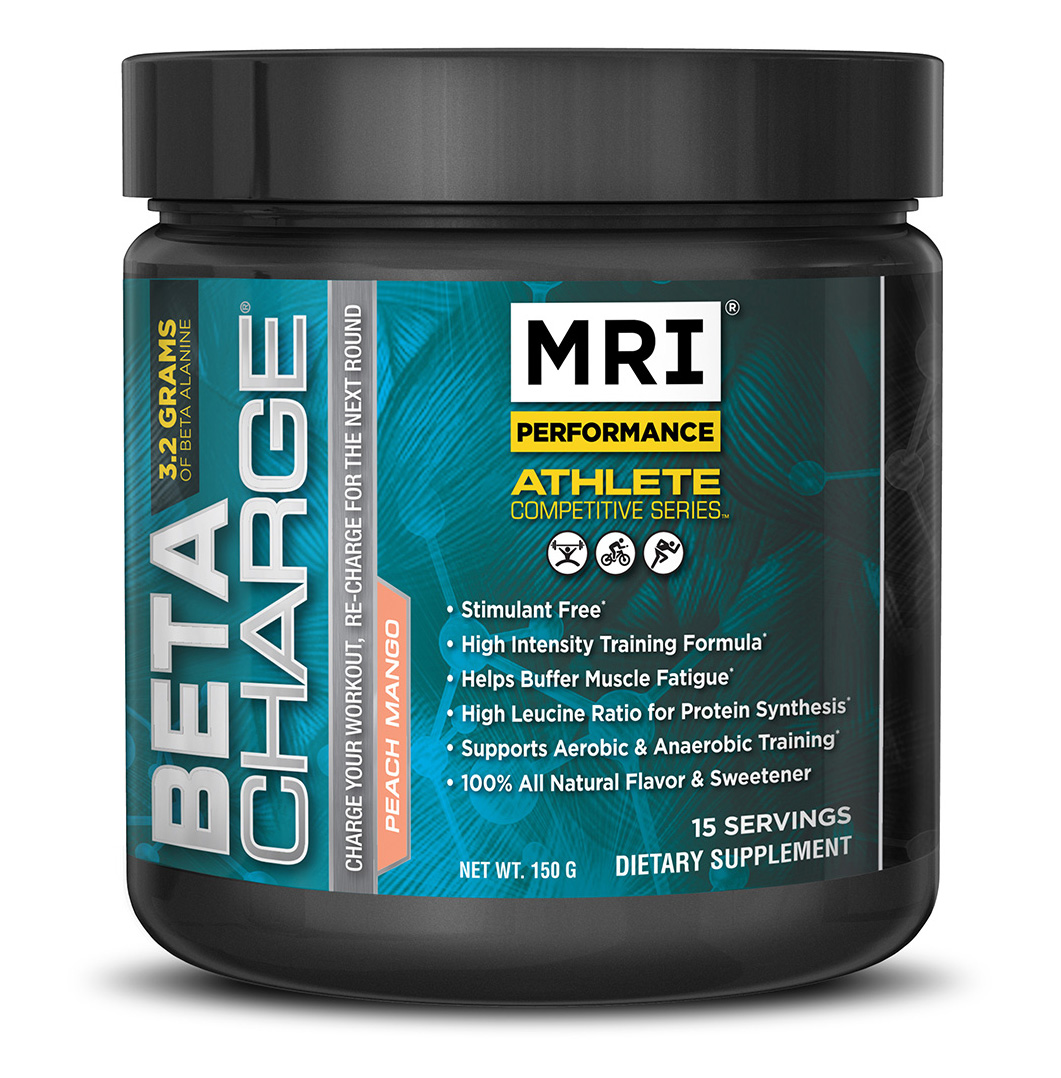 3.2 GRAMS
OF BETA ALANINE
BETA
CHARGE®
CHARGE YOUR WORKOUT, RE-CHARGE FOR THE NEXT ROUND
PEACH MANGO
MRI®
PERFORMANCE
ATHLETE
COMPETITIVE SERIES™
• Stimulant Free*
• High Intensity Training Formula*
• Helps Buffer Muscle Fatigue*
• High Leucine Ratio for Protein Synthesis*
• Supports Aerobic & Anaerobic Training*
• 100% All Natural Flavor & Sweetener
15 SERVINGS
NET WT. 150 G DIETARY SUPPLEMENT